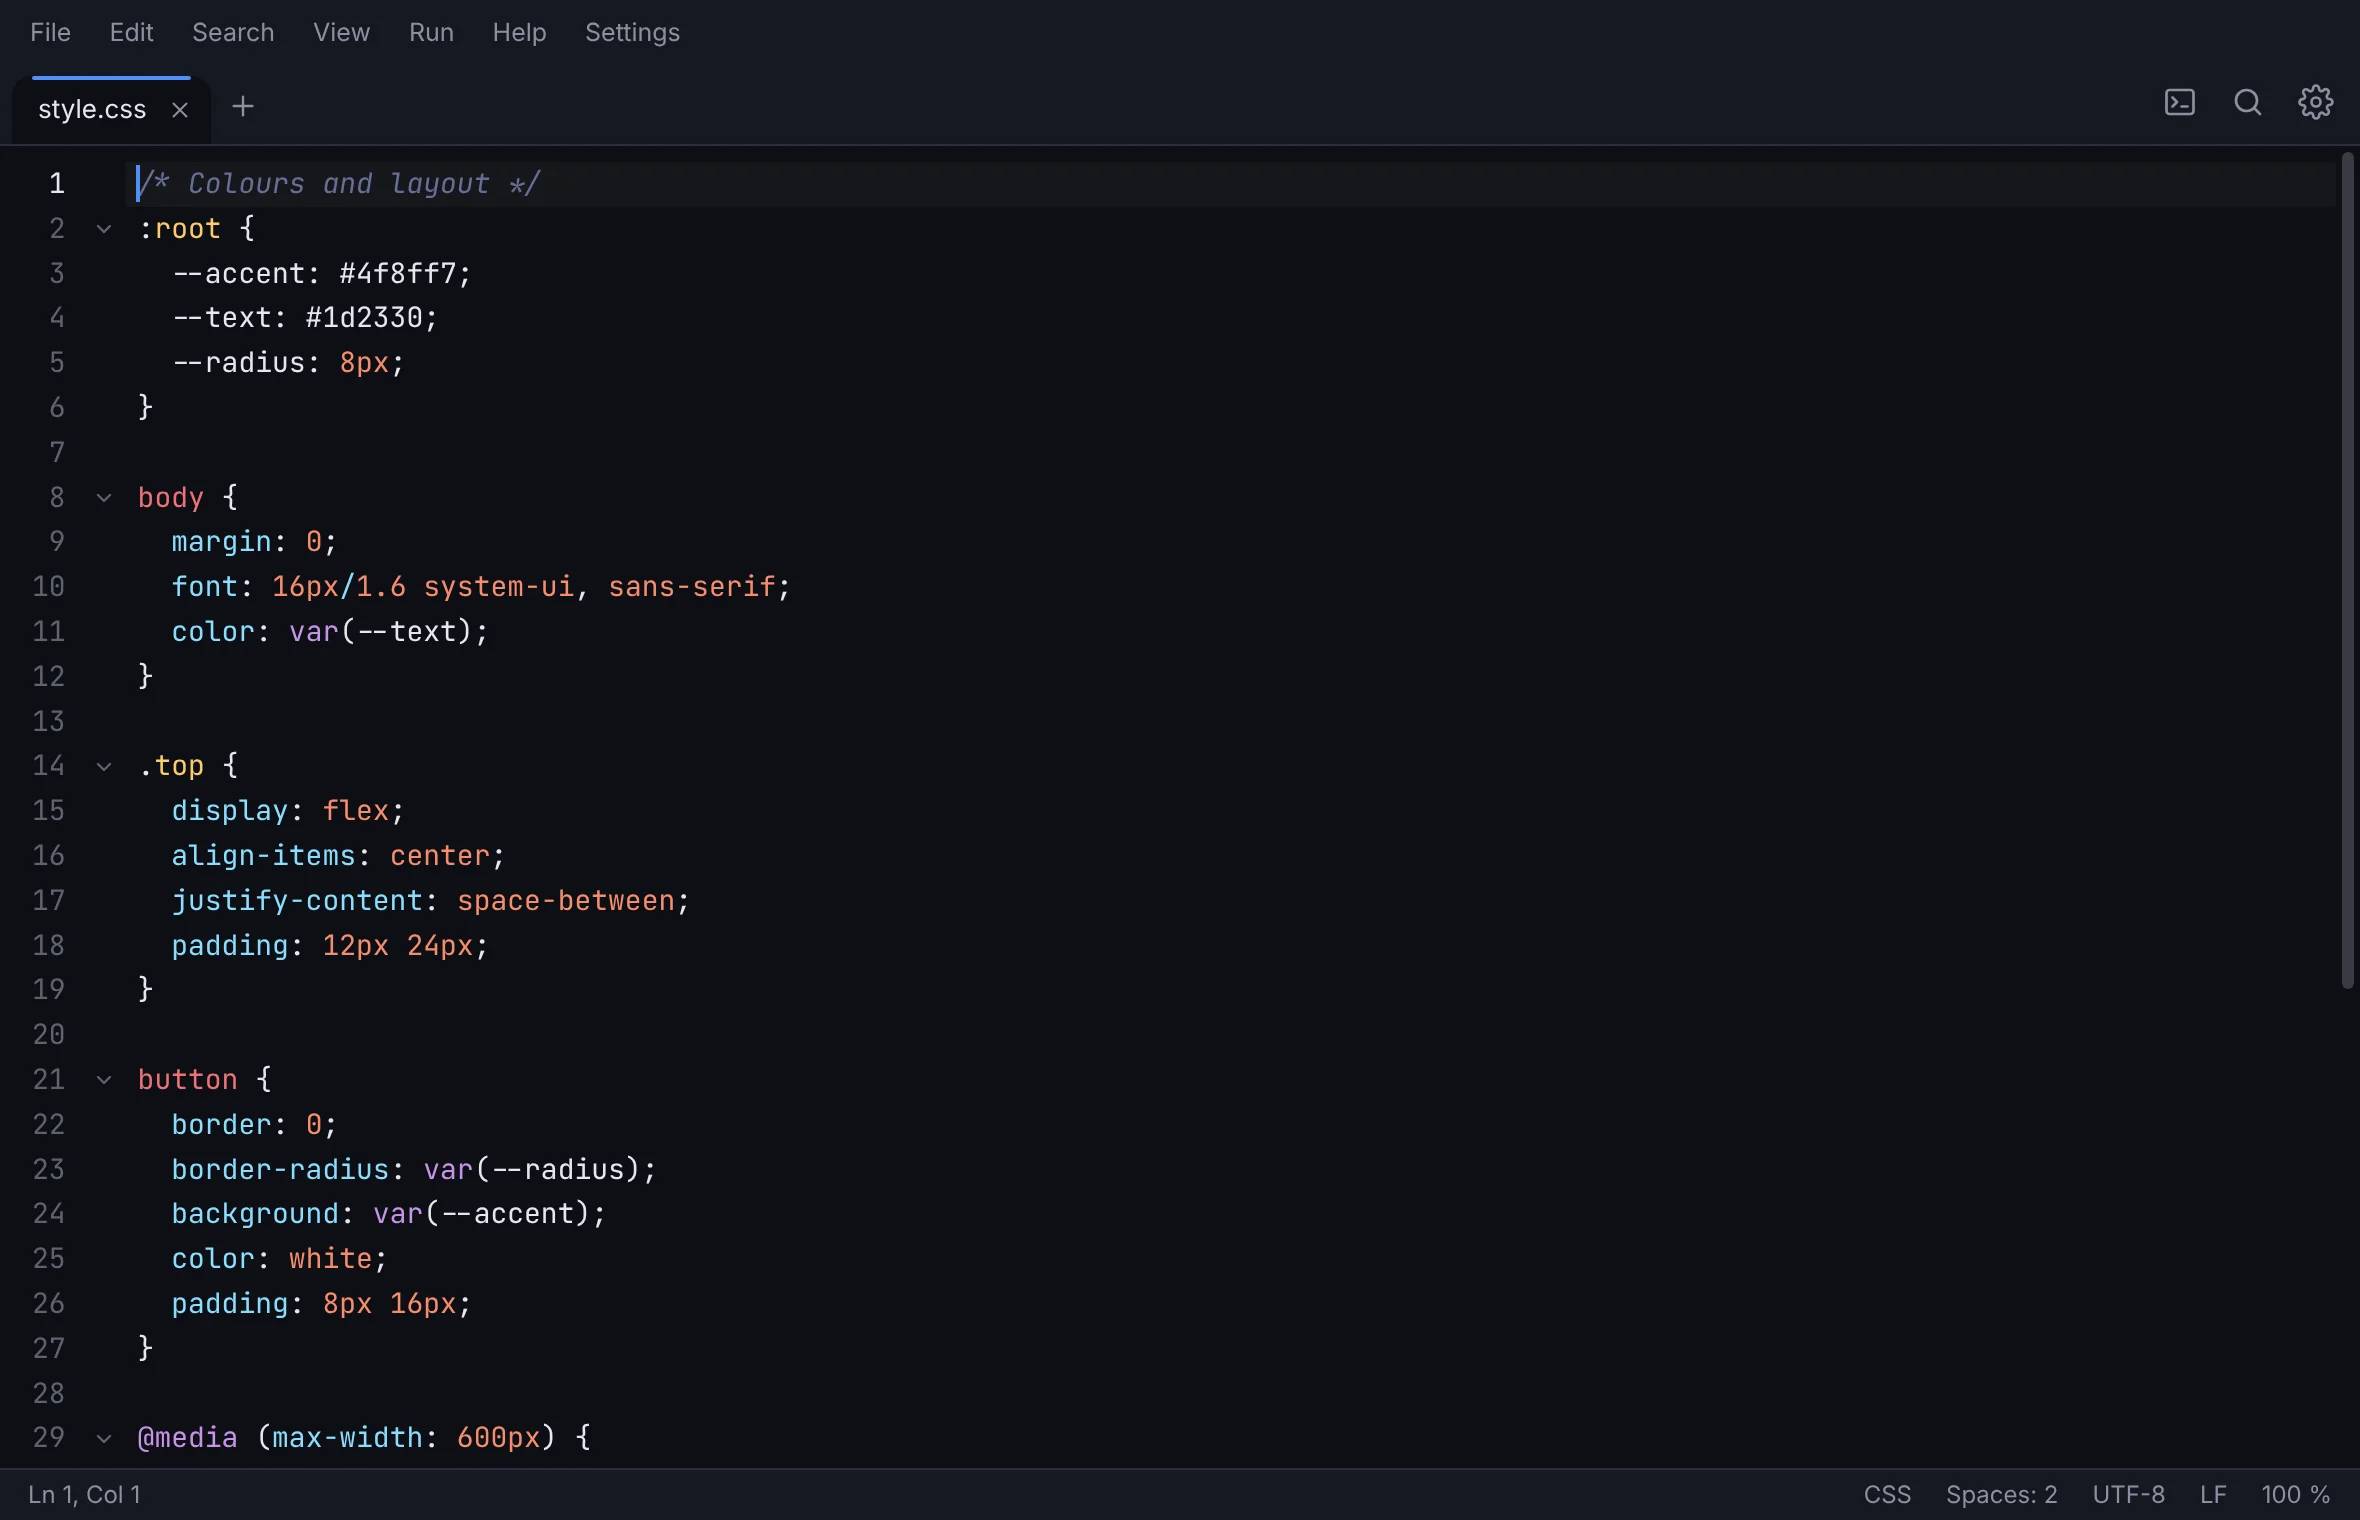 File Edit Search View Run Help Settings
style.css
1 /* Colours and layout */
2 :root {
3   --accent: #4f8ff7;
4   --text: #1d2330;
5   --radius: 8px;
6 }
7
8 body {
9   margin: 0;
10   font: 16px/1.6 system-ui, sans-serif;
11   color: var(--text);
12 }
13
14 .top {
15   display: flex;
16   align-items: center;
17   justify-content: space-between;
18   padding: 12px 24px;
19 }
20
21 button {
22   border: 0;
23   border-radius: var(--radius);
24   background: var(--accent);
25   color: white;
26   padding: 8px 16px;
27 }
28
29 @media (max-width: 600px) {
Ln 1, Col 1 CSS Spaces: 2 UTF-8 LF 100 %